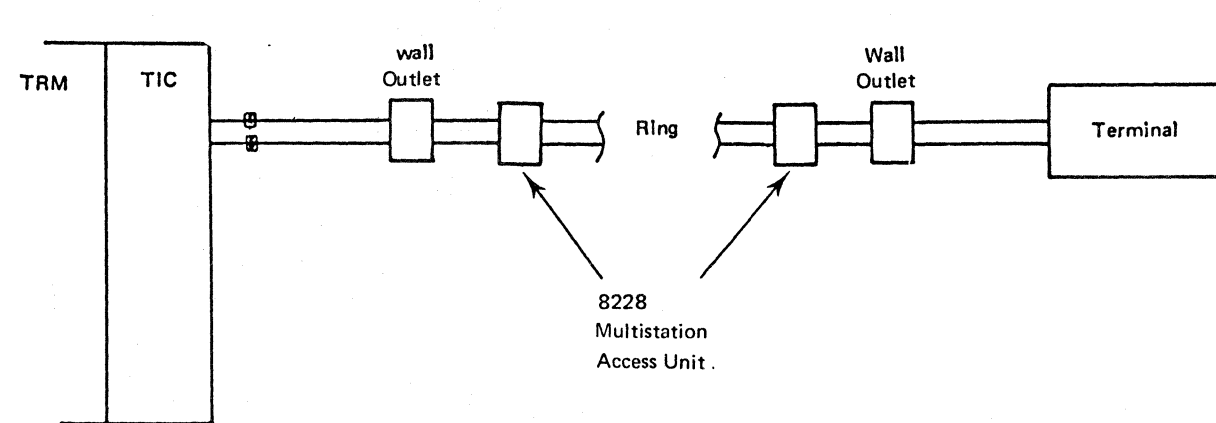 TRM
TIC
wall
Outlet
Ring
Wall
Outlet
Terminal
8228
Multistation
Access Unit .